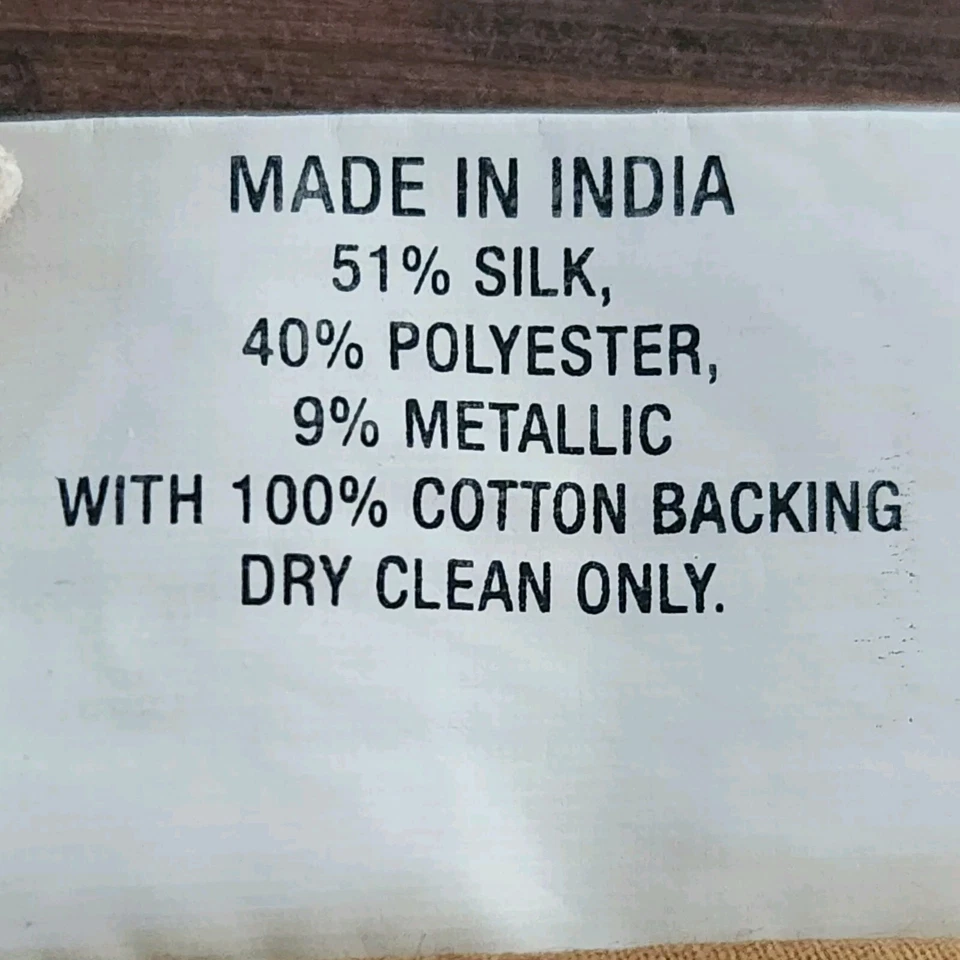 MADE IN INDIA
51% SILK,
40% POLYESTER,
9% METALLIC
WITH 100% COTTON BACKING
DRY CLEAN ONLY.